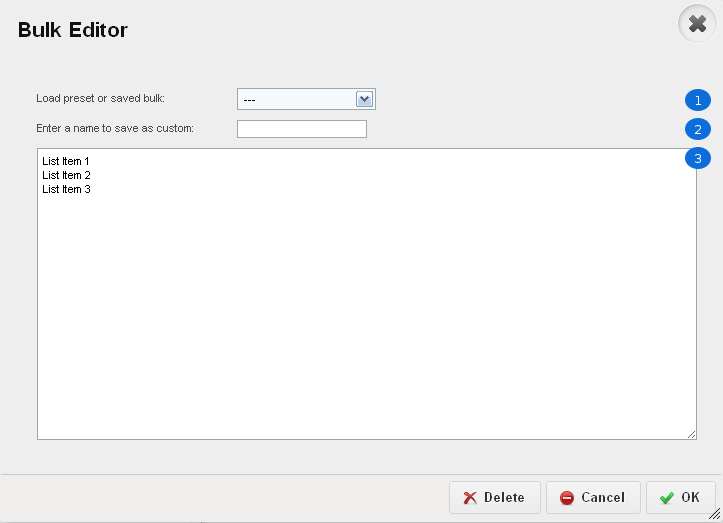 Bulk Editor
Load preset or saved bulk: --- 1
Enter a name to save as custom: 2
3
List Item 1
List Item 2
List Item 3
Delete Cancel OK